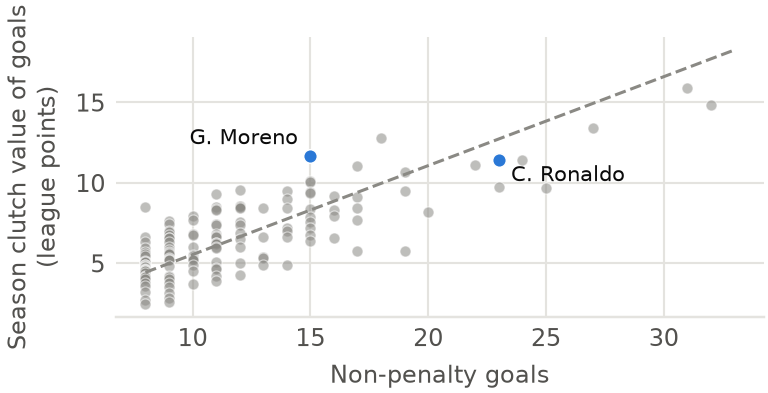 Season clutch value of goals
(league points)
15
10
5
G. Moreno
C. Ronaldo
10
15
20
25
30
Non-penalty goals